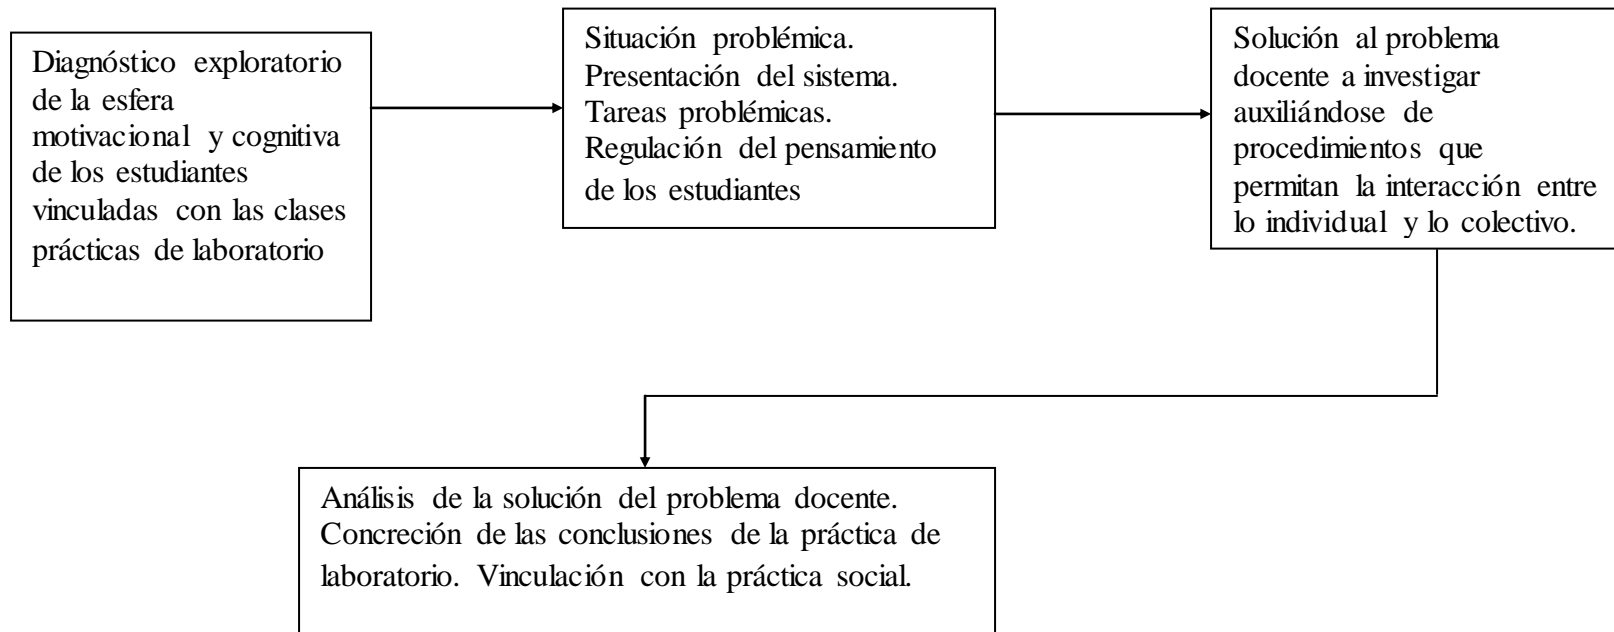 Diagnóstico exploratorio
de la esfera
motivacional y cognitiva
de los estudiantes
vinculadas con las clases
prácticas de laboratorio
Situación problémica.
Presentación del sistema.
Tareas problémicas.
Regulación del pensamiento
de los estudiantes
Solución al problema
docente a investigar
auxiliándose de
procedimientos que
permitan la interacción entre
lo individual y lo colectivo.
Análisis de la solución del problema docente.
Concreción de las conclusiones de la práctica de
laboratorio. Vinculación con la práctica social.